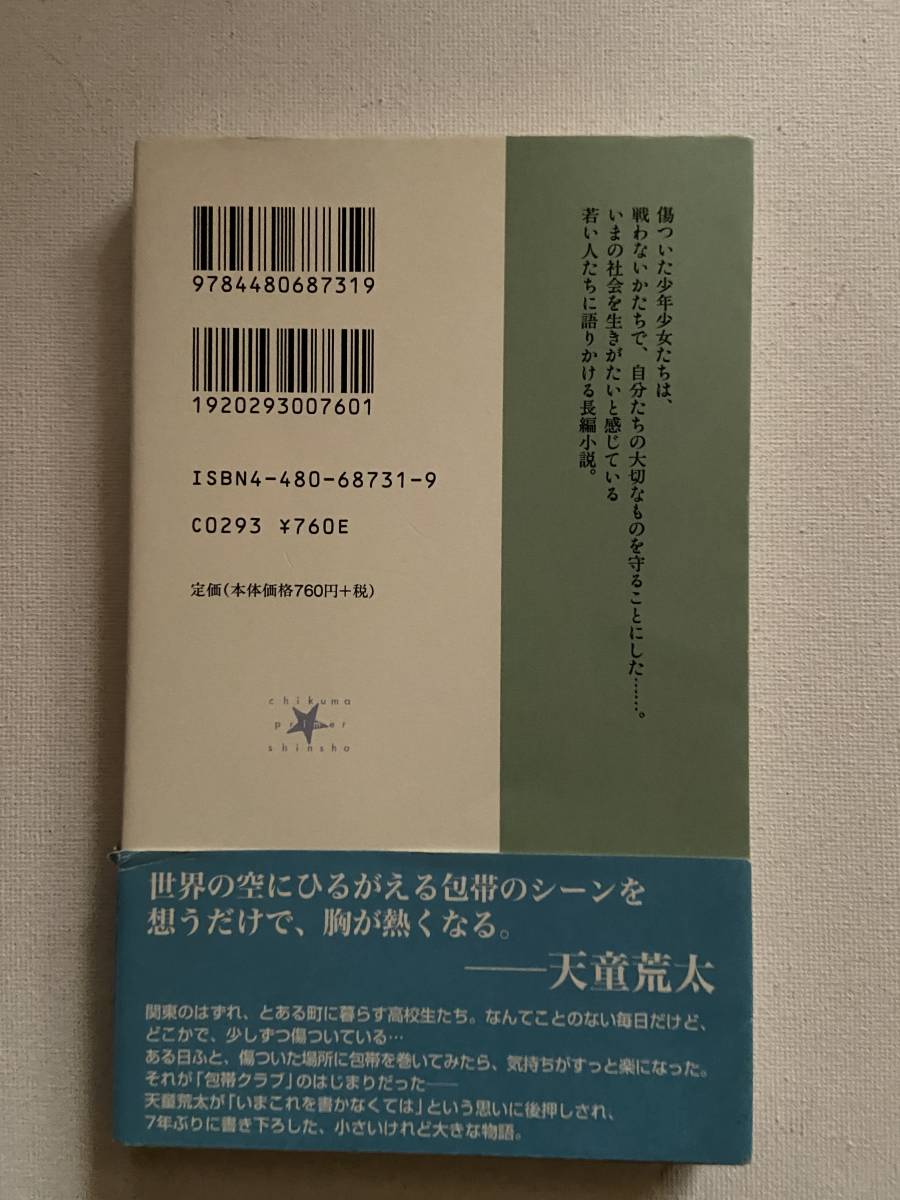 傷ついた少年少女たちは、
戦わないかたちで、自分たちの大切なものを守ることにした……。
いまの社会を生きがたいと感じている
若い人たちに語りかける長編小説。
9784480687319
1920293007601
ISBN4-480-68731-9
C0293 ¥760E
定価(本体価格760円+税)
chikuma
primer
shinsho
世界の空にひるがえる包帯のシーンを
想うだけで、胸が熱くなる。
――天童荒太
関東のはずれ、とある町に暮らす高校生たち。なんてことのない毎日だけど、
どこかで、少しずつ傷ついている…
ある日ふと、傷ついた場所に包帯を巻いてみたら、気持ちがすっと楽になった。
それが「包帯クラブ」のはじまりだった――
天童荒太が「いまこれを書かなくては」という思いに後押しされ、
7年ぶりに書き下ろした、小さいけれど大きな物語。